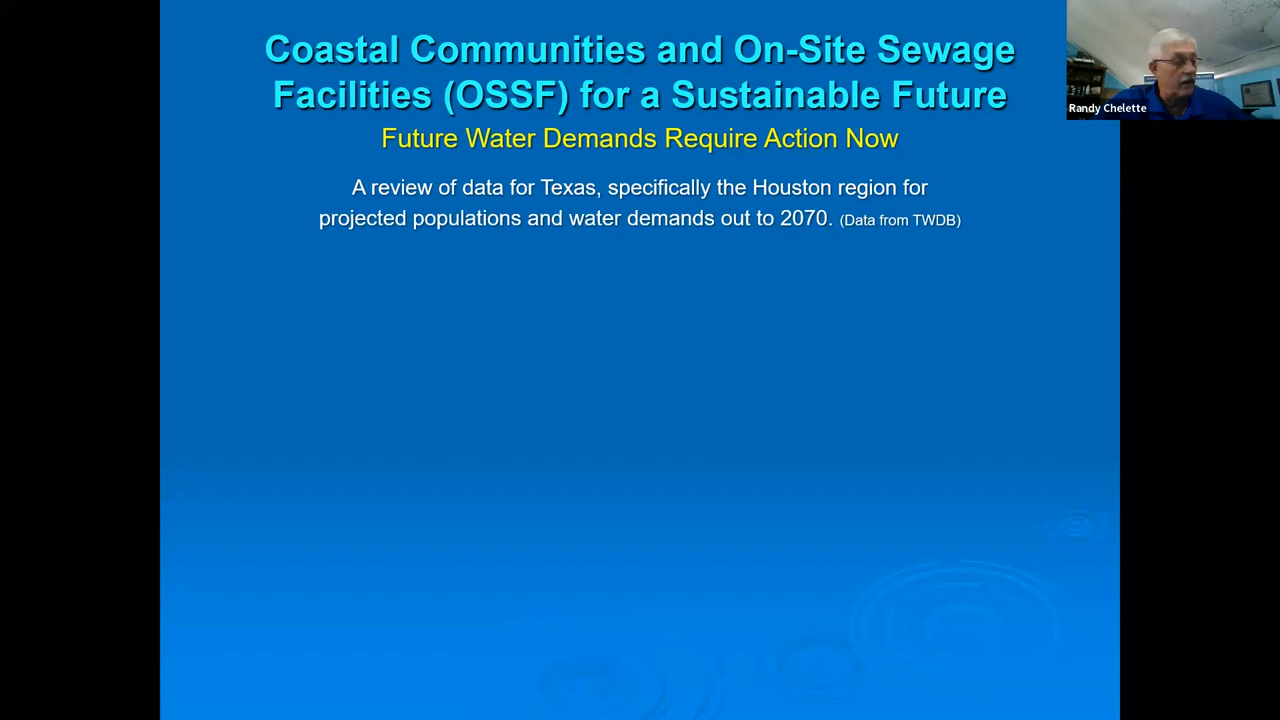 Coastal Communities and On-Site Sewage
Facilities (OSSF) for a Sustainable Future
Future Water Demands Require Action Now
A review of data for Texas, specifically the Houston region for
projected populations and water demands out to 2070. (Data from TWDB)
Randy Chelette